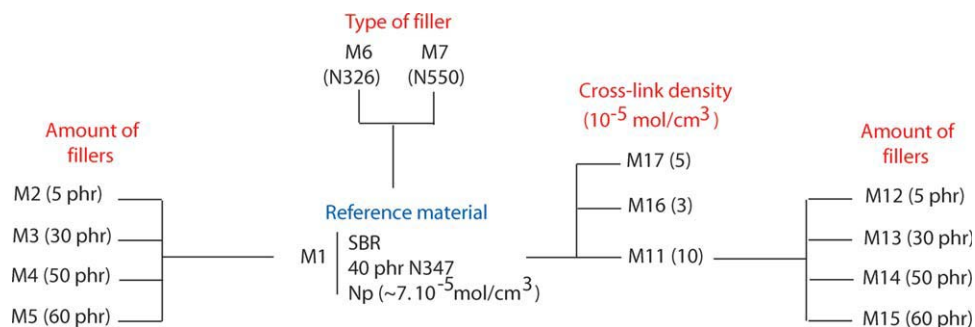 Type of filler
M6
(N326)
M7
(N550)
Cross-link density
(10⁻⁵ mol/cm³)
Amount of
fillers
Amount of
fillers
M2 (5 phr)
M3 (30 phr)
M4 (50 phr)
M5 (60 phr)
Reference material
M1
SBR
40 phr N347
Np (~7.10⁻⁵mol/cm³)
M17 (5)
M16 (3)
M11 (10)
M12 (5 phr)
M13 (30 phr)
M14 (50 phr)
M15 (60 phr)